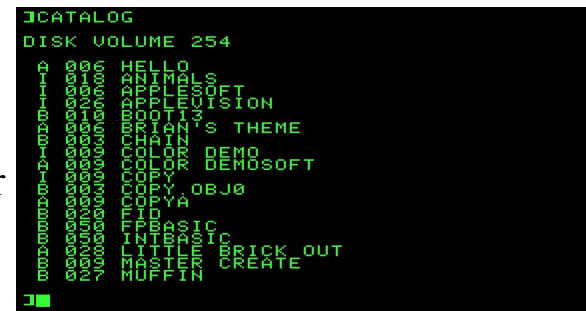 ]CATALOG
DISK VOLUME 254
A 006 HELLO
I 018 ANIMALS
I 006 APPLESOFT
I 026 APPLEVISION
B 010 BOOT13
A 006 BRIAN'S THEME
B 003 CHAIN
I 009 COLOR DEMO
A 009 COLOR DEMOSOFT
I 009 COPY
B 003 COPY.OBJ0
A 009 COPYA
B 020 FID
B 050 FPBASIC
B 050 INTBASIC
A 028 LITTLE BRICK OUT
B 009 MASTER CREATE
B 027 MUFFIN
]